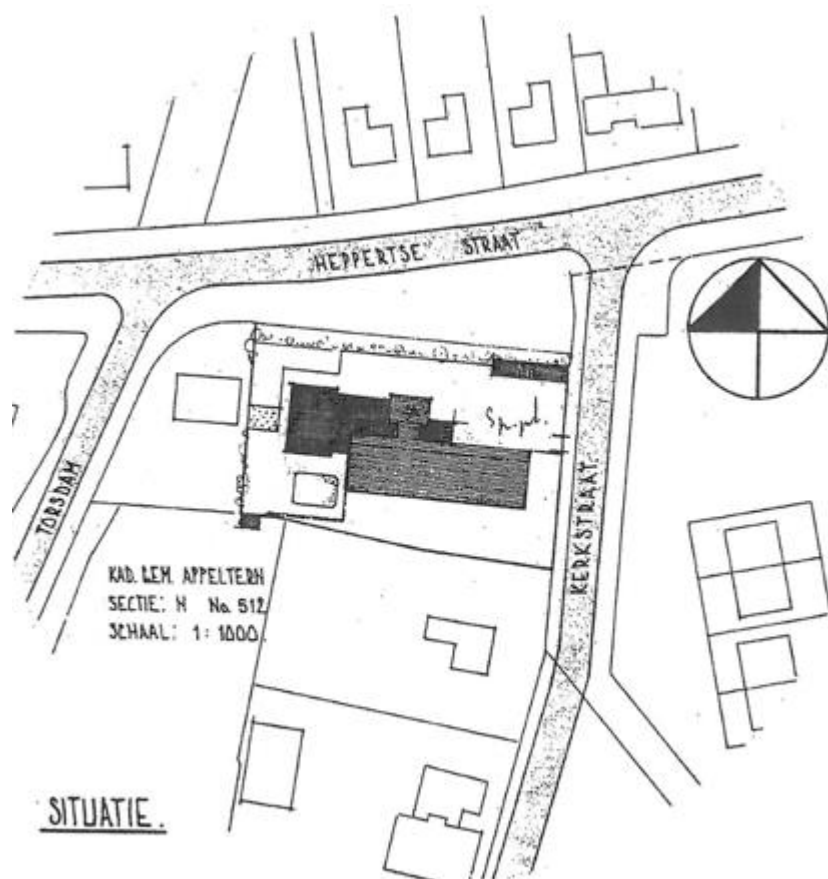 HEPPERTSE STRAAT
TORSDAM
KERKSTRAAT
KAD. GEM. APPELTERN
SECTIE: H No. 512
SCHAAL: 1:1000.
SITUATIE.